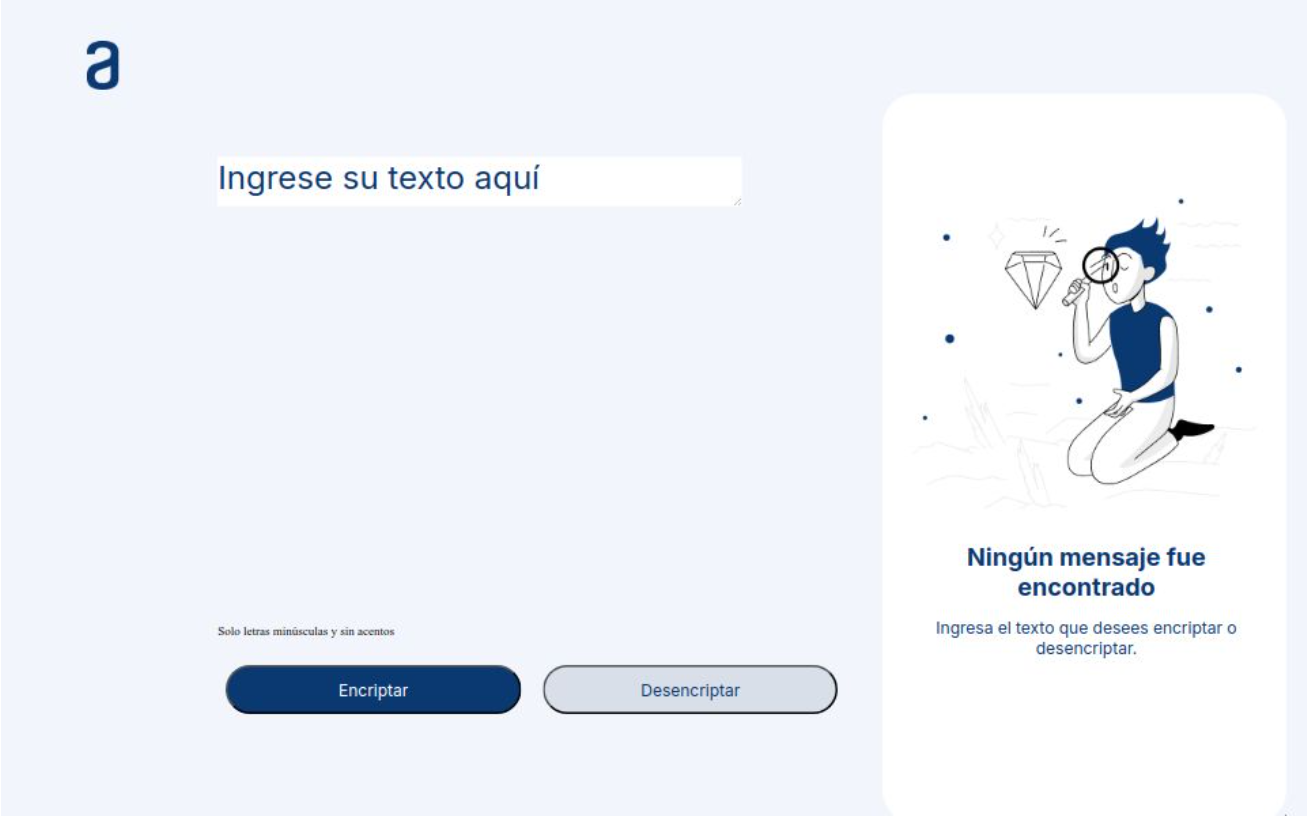 a
Ingrese su texto aquí
Solo letras minúsculas y sin acentos
Encriptar
Desencriptar
Ningún mensaje fue
encontrado
Ingresa el texto que desees encriptar o
desencriptar.